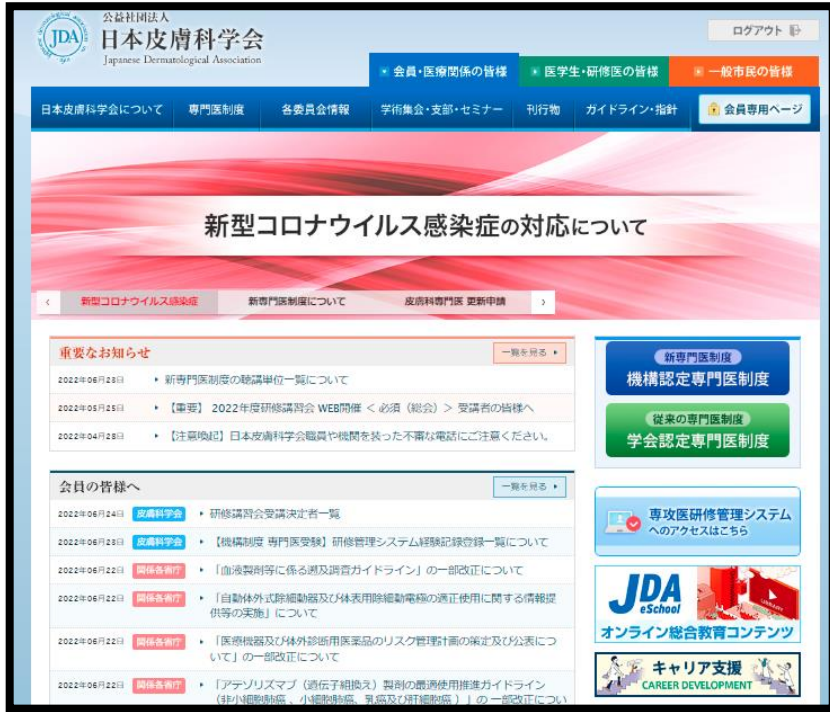 公益社団法人
JDA
日本皮膚科学会
Japanese Dermatological Association
ログアウト
会員・医療関係の皆様
医学生・研修医の皆様
一般市民の皆様
日本皮膚科学会について
専門医制度
各委員会情報
学術集会・支部・セミナー
刊行物
ガイドライン・指針
会員専用ページ
新型コロナウイルス感染症の対応について
新型コロナウイルス感染症
新専門医制度について
皮膚科専門医 更新申請
重要なお知らせ
一覧を見る
2022年06月28日 新専門医制度の聴講単位一覧について
2022年05月25日 【重要】 2022年度研修講習会 WEB開催 < 必須（総会）> 受講者の皆様へ
2022年04月28日 【注意喚起】日本皮膚科学会職員や機関を装った不審な電話にご注意ください。
新専門医制度
機構認定専門医制度
従来の専門医制度
学会認定専門医制度
会員の皆様へ
一覧を見る
2022年06月24日 皮膚科学会 研修講習会受講決定者一覧
2022年06月23日 皮膚科学会 【機構制度 専門医受験】研修管理システム経験記録登録一覧について
2022年06月22日 関係各省庁 「血液製剤等に係る遡及調査ガイドライン」の一部改正について
2022年06月22日 関係各省庁 「自動体外式除細動器及び体表用除細動電極の適正使用に関する情報提
供等の実施」について
2022年06月22日 関係各省庁 「医療機器及び体外診断用医薬品のリスク管理計画の策定及び公表につ
いて」の一部改正について
2022年06月22日 関係各省庁 「アテゾリズマブ（遺伝子組換え）製剤の最適使用推進ガイドライン
（非小細胞肺癌、小細胞肺癌、乳癌及び肝細胞癌）」の一部改正につい
専攻医研修管理システム
へのアクセスはこちら
JDA
eSchool
LIBRARY
オンライン総合教育コンテンツ
キャリア支援
CAREER DEVELOPMENT